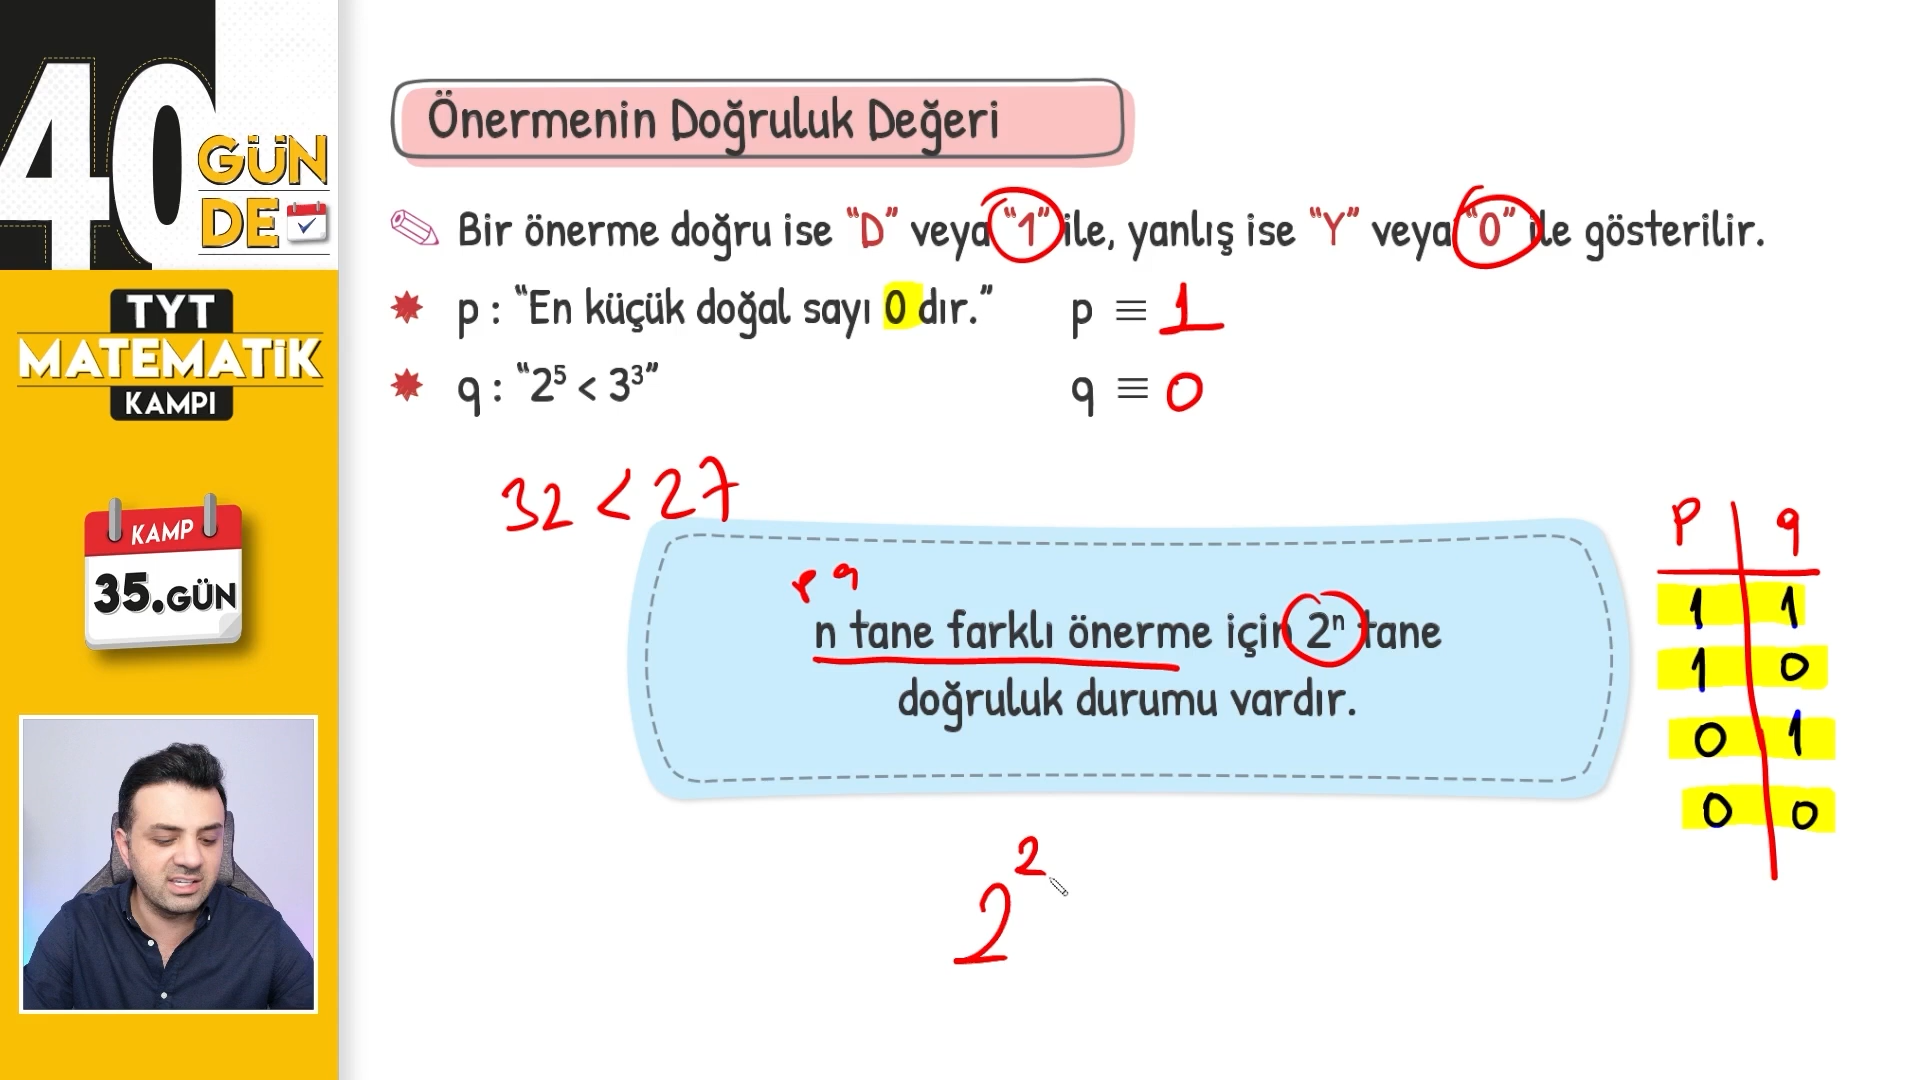 40
GÜN
DE
TYT
MATEMATİK
KAMPI
KAMP
35.GÜN
Önermenin Doğruluk Değeri
Bir önerme doğru ise “D” veya “1” ile, yanlış ise “Y” veya “0” ile gösterilir.
p : “En küçük doğal sayı 0 dır.” p ≡ 1
q : “2⁵ < 3³” q ≡ 0
32 < 27
p q
n tane farklı önerme için 2ⁿ tane
doğruluk durumu vardır.
2²
p q
1 1
1 0
0 1
0 0